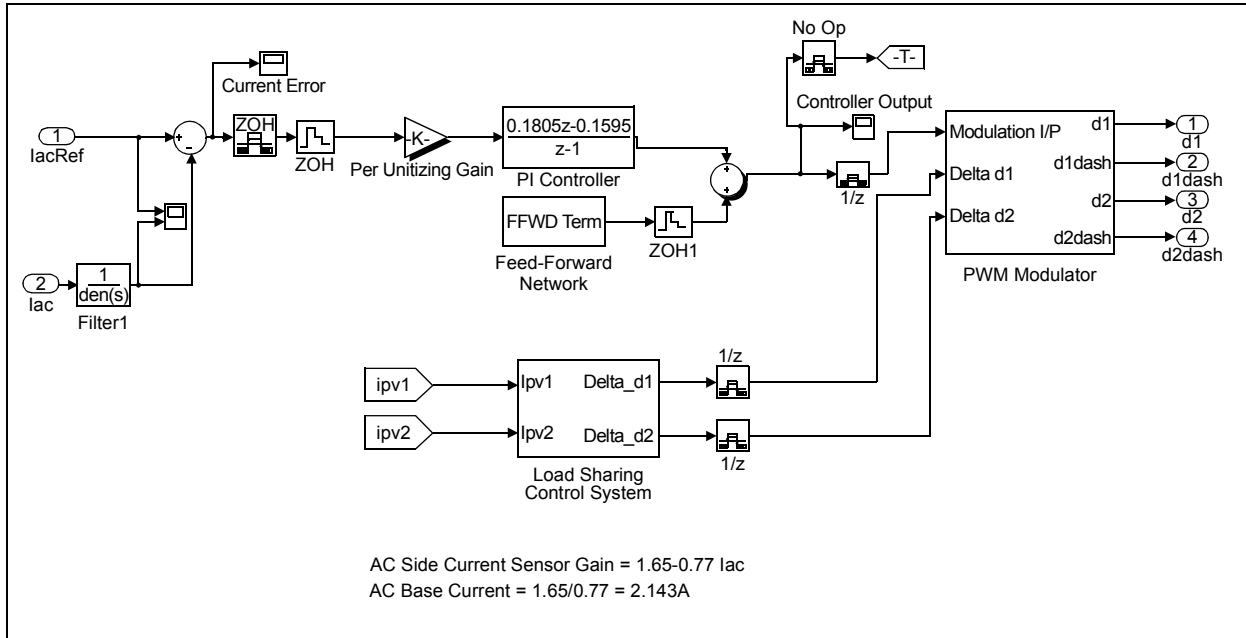 No Op
-T-
Current Error
Controller Output
1
IacRef
+
-
ZOH
ZOH
-K-
Per Unitizing Gain
0.1805z-0.1595
z-1
PI Controller
+
+
1/z
Modulation I/P
Delta d1
Delta d2
d1
d1dash
d2
d2dash
PWM Modulator
1
d1
2
d1dash
3
d2
4
d2dash
FFWD Term
Feed-Forward
Network
ZOH1
2
Iac
1
den(s)
Filter1
ipv1
ipv2
Ipv1
Ipv2
Delta_d1
Delta_d2
Load Sharing
Control System
1/z
1/z
AC Side Current Sensor Gain = 1.65-0.77 Iac
AC Base Current = 1.65/0.77 = 2.143A